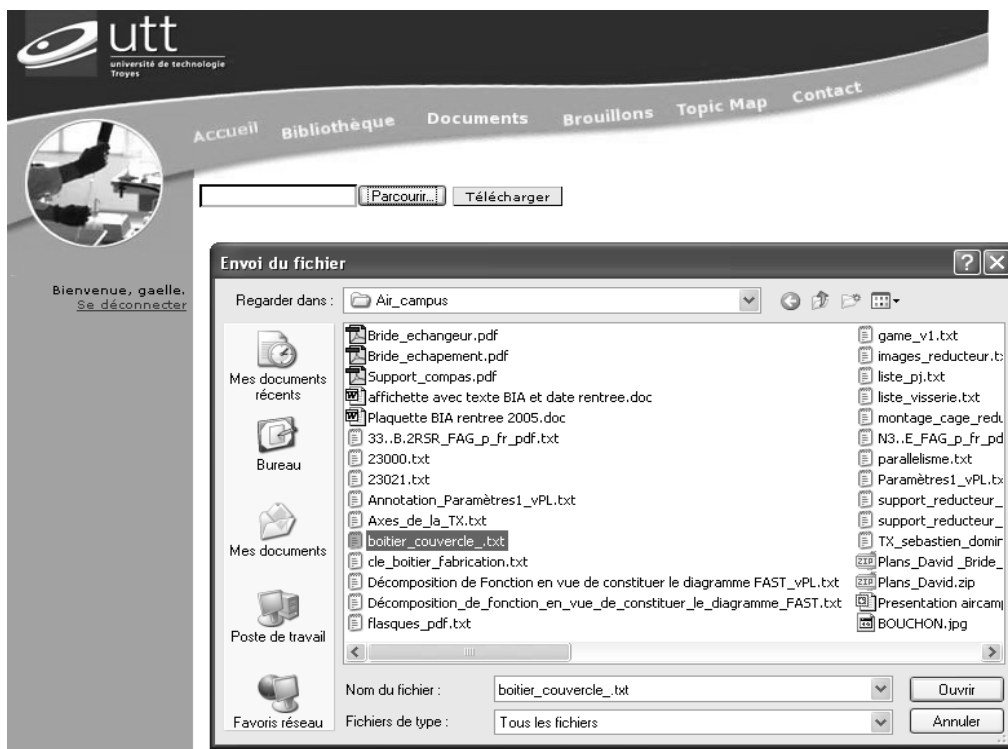 utt
université de technologie
Troyes
Accueil Bibliothèque Documents Brouillons Topic Map Contact
Parcourir... Télécharger
Bienvenue, gaelle.
Se déconnecter
Envoi du fichier
Regarder dans : Air_campus
Mes documents récents
Bureau
Mes documents
Poste de travail
Favoris réseau
Bride_echangeur.pdf
Bride_echapement.pdf
Support_compas.pdf
affichette avec texte BIA et date rentree.doc
Plaquette BIA rentree 2005.doc
33..B.2RSR_FAG_p_fr_pdf.txt
23000.txt
23021.txt
Annotation_Paramètres1_vPL.txt
Axes_de_la_TX.txt
boitier_couvercle_.txt
cle_boitier_fabrication.txt
Décomposition de Fonction en vue de constituer le diagramme FAST_vPL.txt
Décomposition_de_fonction_en_vue_de_constituer_le_diagramme_FAST.txt
flasques_pdf.txt
game_v1.txt
images_reducteur.t
liste_pj.txt
liste_visserie.txt
montage_cage_redu
N3..E_FAG_p_fr_pd
parallelisme.txt
Paramètres1_vPL.tx
support_reducteur_
support_reducteur_
TX_sebastien_domin
ZIP Plans_David _Bride_
ZIP Plans_David.zip
Presentation aircamp
BOUCHON.jpg
Nom du fichier : boitier_couvercle_.txt Ouvrir
Fichiers de type : Tous les fichiers Annuler